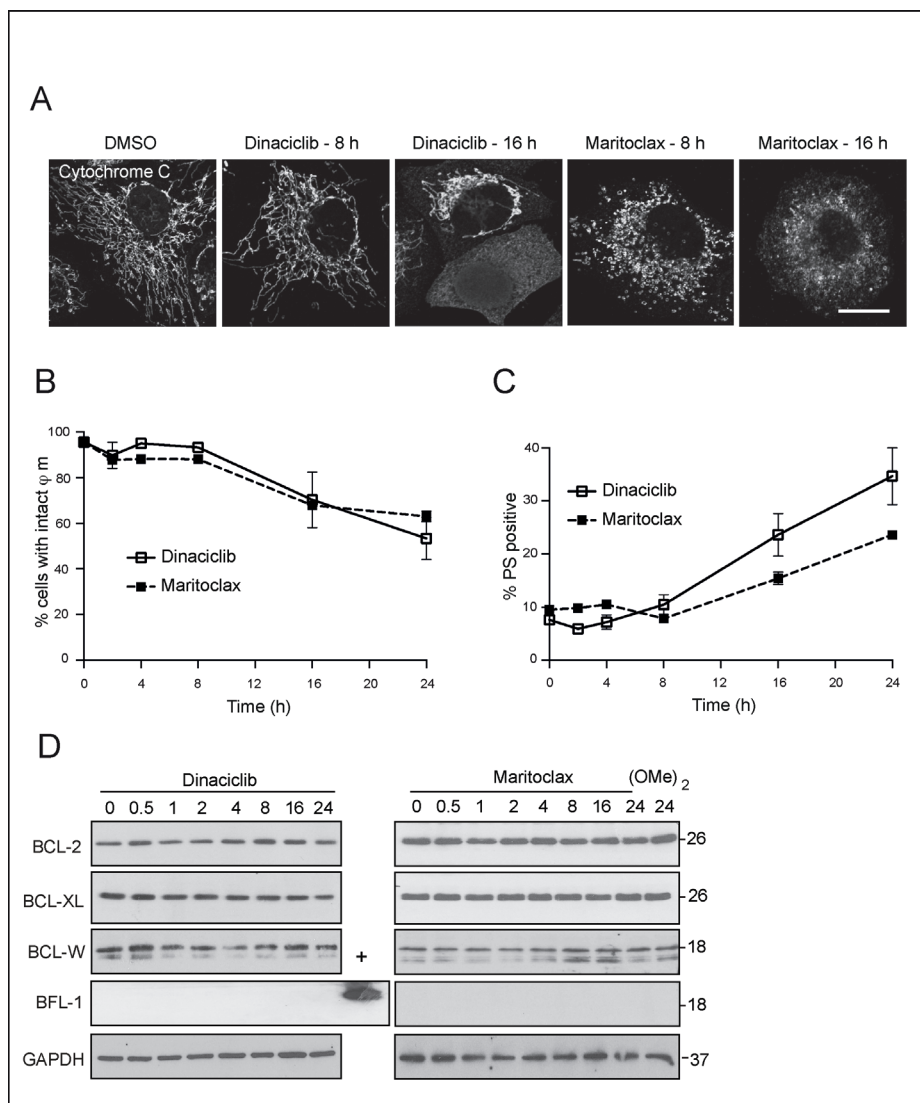 A
DMSO Dinaciclib - 8 h Dinaciclib - 16 h Maritoclax - 8 h Maritoclax - 16 h
Cytochrome C
B
% cells with intact φ m
100
80
60
40
20
0
Dinaciclib
Maritoclax
0 4 8 12 16 20 24
Time (h)
C
% PS positive
40
30
20
10
0
Dinaciclib
Maritoclax
0 4 8 12 16 20 24
Time (h)
D
Dinaciclib Maritoclax (OMe) 2
0 0.5 1 2 4 8 16 24 0 0.5 1 2 4 8 16 24 24
BCL-2 -26
BCL-XL -26
BCL-W + -18
BFL-1 -18
GAPDH -37